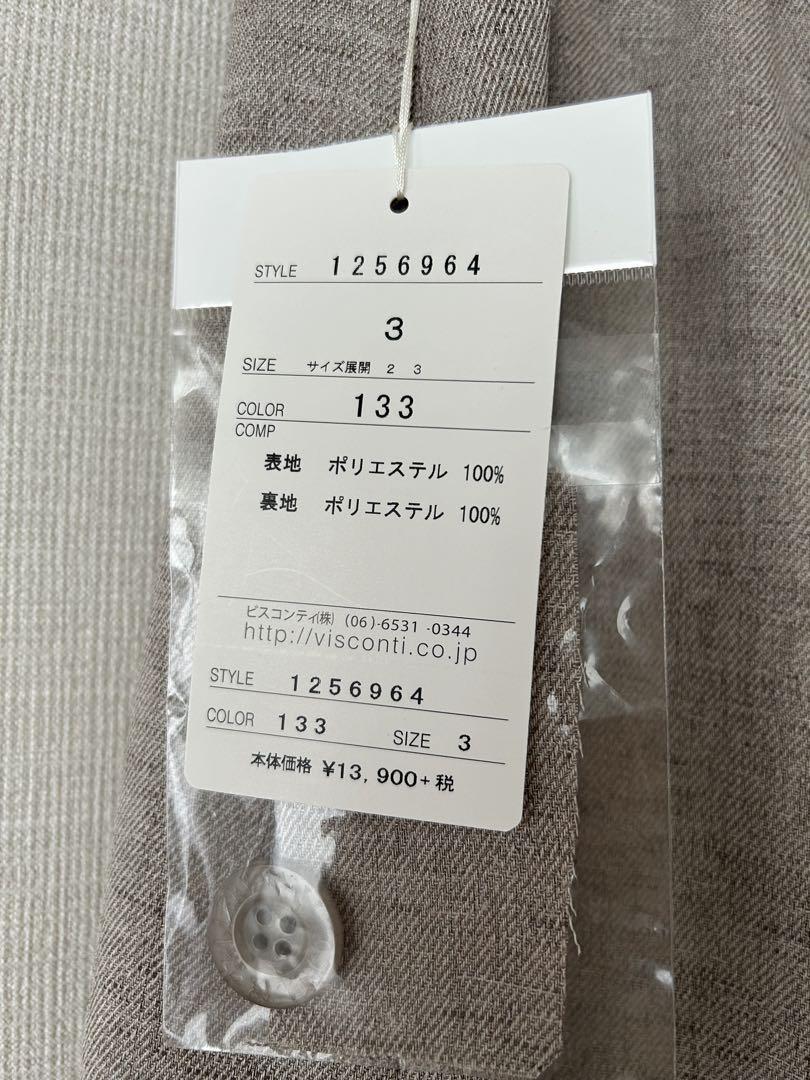 STYLE 1256964
3
SIZE サイズ展開 2 3
COLOR 133
COMP
表地 ポリエステル 100%
裏地 ポリエステル 100%
ビスコンティ(株) (06)-6531-0344
http://visconti.co.jp
STYLE 1256964
COLOR 133 SIZE 3
本体価格 ¥13,900+税